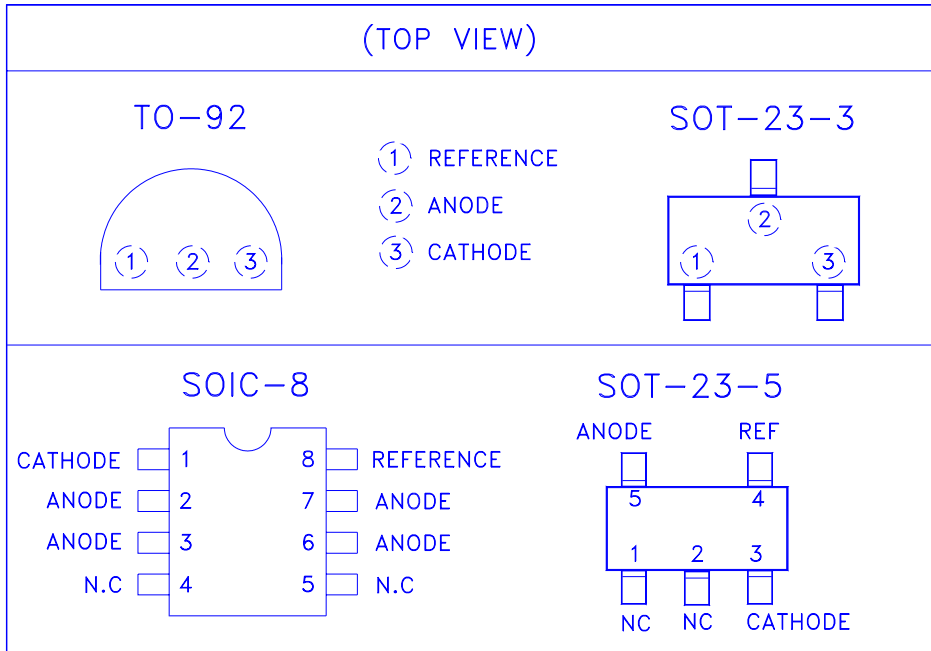 (TOP VIEW)
TO-92
1 REFERENCE
2 ANODE
3 CATHODE
1 2 3
SOT-23-3
2
1 3
SOIC-8
CATHODE 1 8 REFERENCE
ANODE 2 7 ANODE
ANODE 3 6 ANODE
N.C 4 5 N.C
SOT-23-5
ANODE REF
5 4
1 2 3
NC NC CATHODE